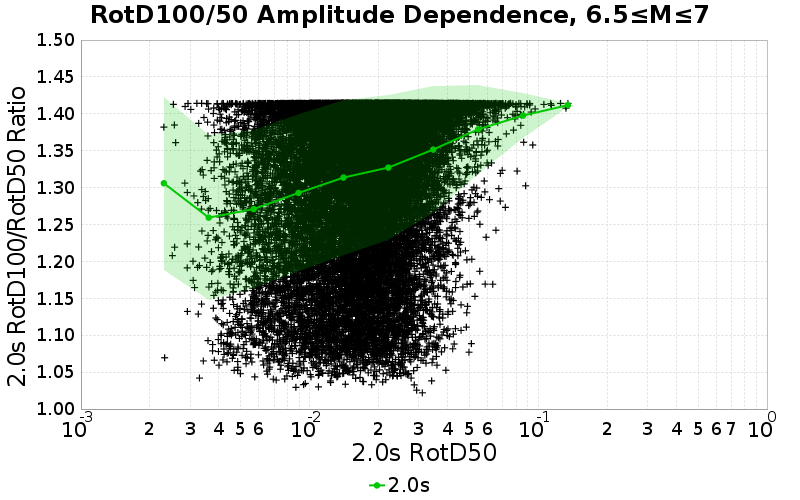 RotD100/50 Amplitude Dependence, 6.5≤M≤7
2.0s RotD100/RotD50 Ratio
1.50
1.45
1.40
1.35
1.30
1.25
1.20
1.15
1.10
1.05
1.00
10-3 2 3 4 5 6 10-2 2 3 4 5 6 10-1 2 3 4 5 6 7 100
2.0s RotD50
2.0s